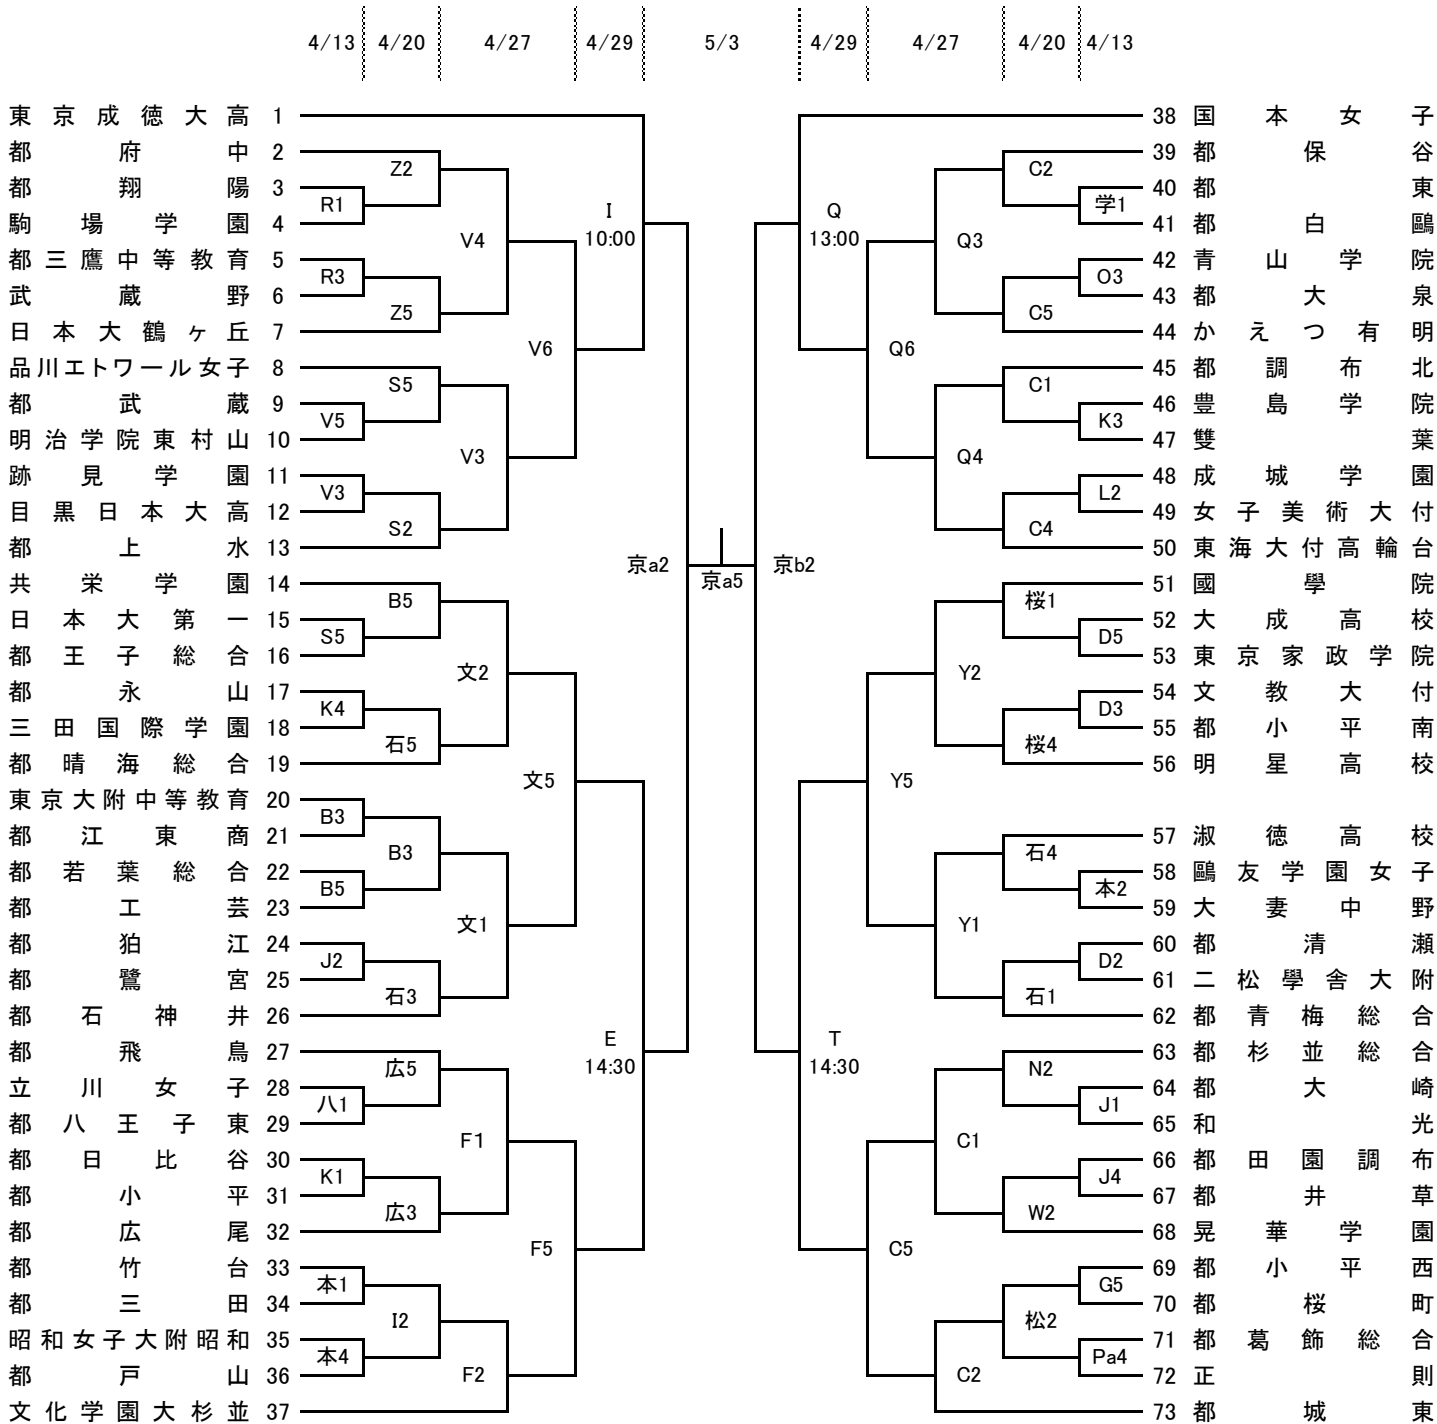 4/13 4/20 4/27 4/29 5/3 4/29 4/27 4/20 4/13
東京成徳大高 1
都府中 2
都翔陽 3
駒場学園 4
都三鷹中等教育 5
武蔵野 6
日本大鶴ヶ丘 7
品川エトワール女子 8
都武蔵 9
明治学院東村山 10
跡見学園 11
目黒日本大高 12
都上水 13
共栄学園 14
日本大第一 15
都王子総合 16
都永山 17
三田国際学園 18
都晴海総合 19
東京大附中等教育 20
都江東商 21
都若葉総合 22
都工芸 23
都狛江 24
都鷺宮 25
都石神井 26
都飛鳥 27
立川女子 28
都八王子東 29
都日比谷 30
都小平 31
都広尾 32
都竹台 33
都三田 34
昭和女子大附昭和 35
都戸山 36
文化学園大杉並 37
R1
R3
V5
V3
S5
K4
B3
B5
J2
八1
K1
本1
本4
Z2
Z5
S5
S2
B5
石5
B3
石3
広5
広3
I2
V4
V3
文2
文1
F1
F2
V6
文5
F5
I
10:00
E
14:30
京a2
京a5
京b2
Q
13:00
T
14:30
Q6
Y5
C5
Q3
Q4
Y2
Y1
C1
C2
C2
C5
C1
C4
桜1
桜4
石4
石1
N2
W2
松2
学1
O3
K3
L2
D5
D3
本2
D2
J1
J4
G5
Pa4
38 国本女子
39 都保谷
40 都東
41 都白鷗
42 青山学院
43 都大泉
44 かえつ有明
45 都調布北
46 豊島学院
47 雙葉
48 成城学園
49 女子美術大付
50 東海大付高輪台
51 國學院
52 大成高校
53 東京家政学院
54 文教大付
55 都小平南
56 明星高校
57 淑徳高校
58 鷗友学園女子
59 大妻中野
60 都清瀬
61 二松學舎大附
62 都青梅総合
63 都杉並総合
64 都大崎
65 和光
66 都田園調布
67 都井草
68 晃華学園
69 都小平西
70 都桜町
71 都葛飾総合
72 正則
73 都城東